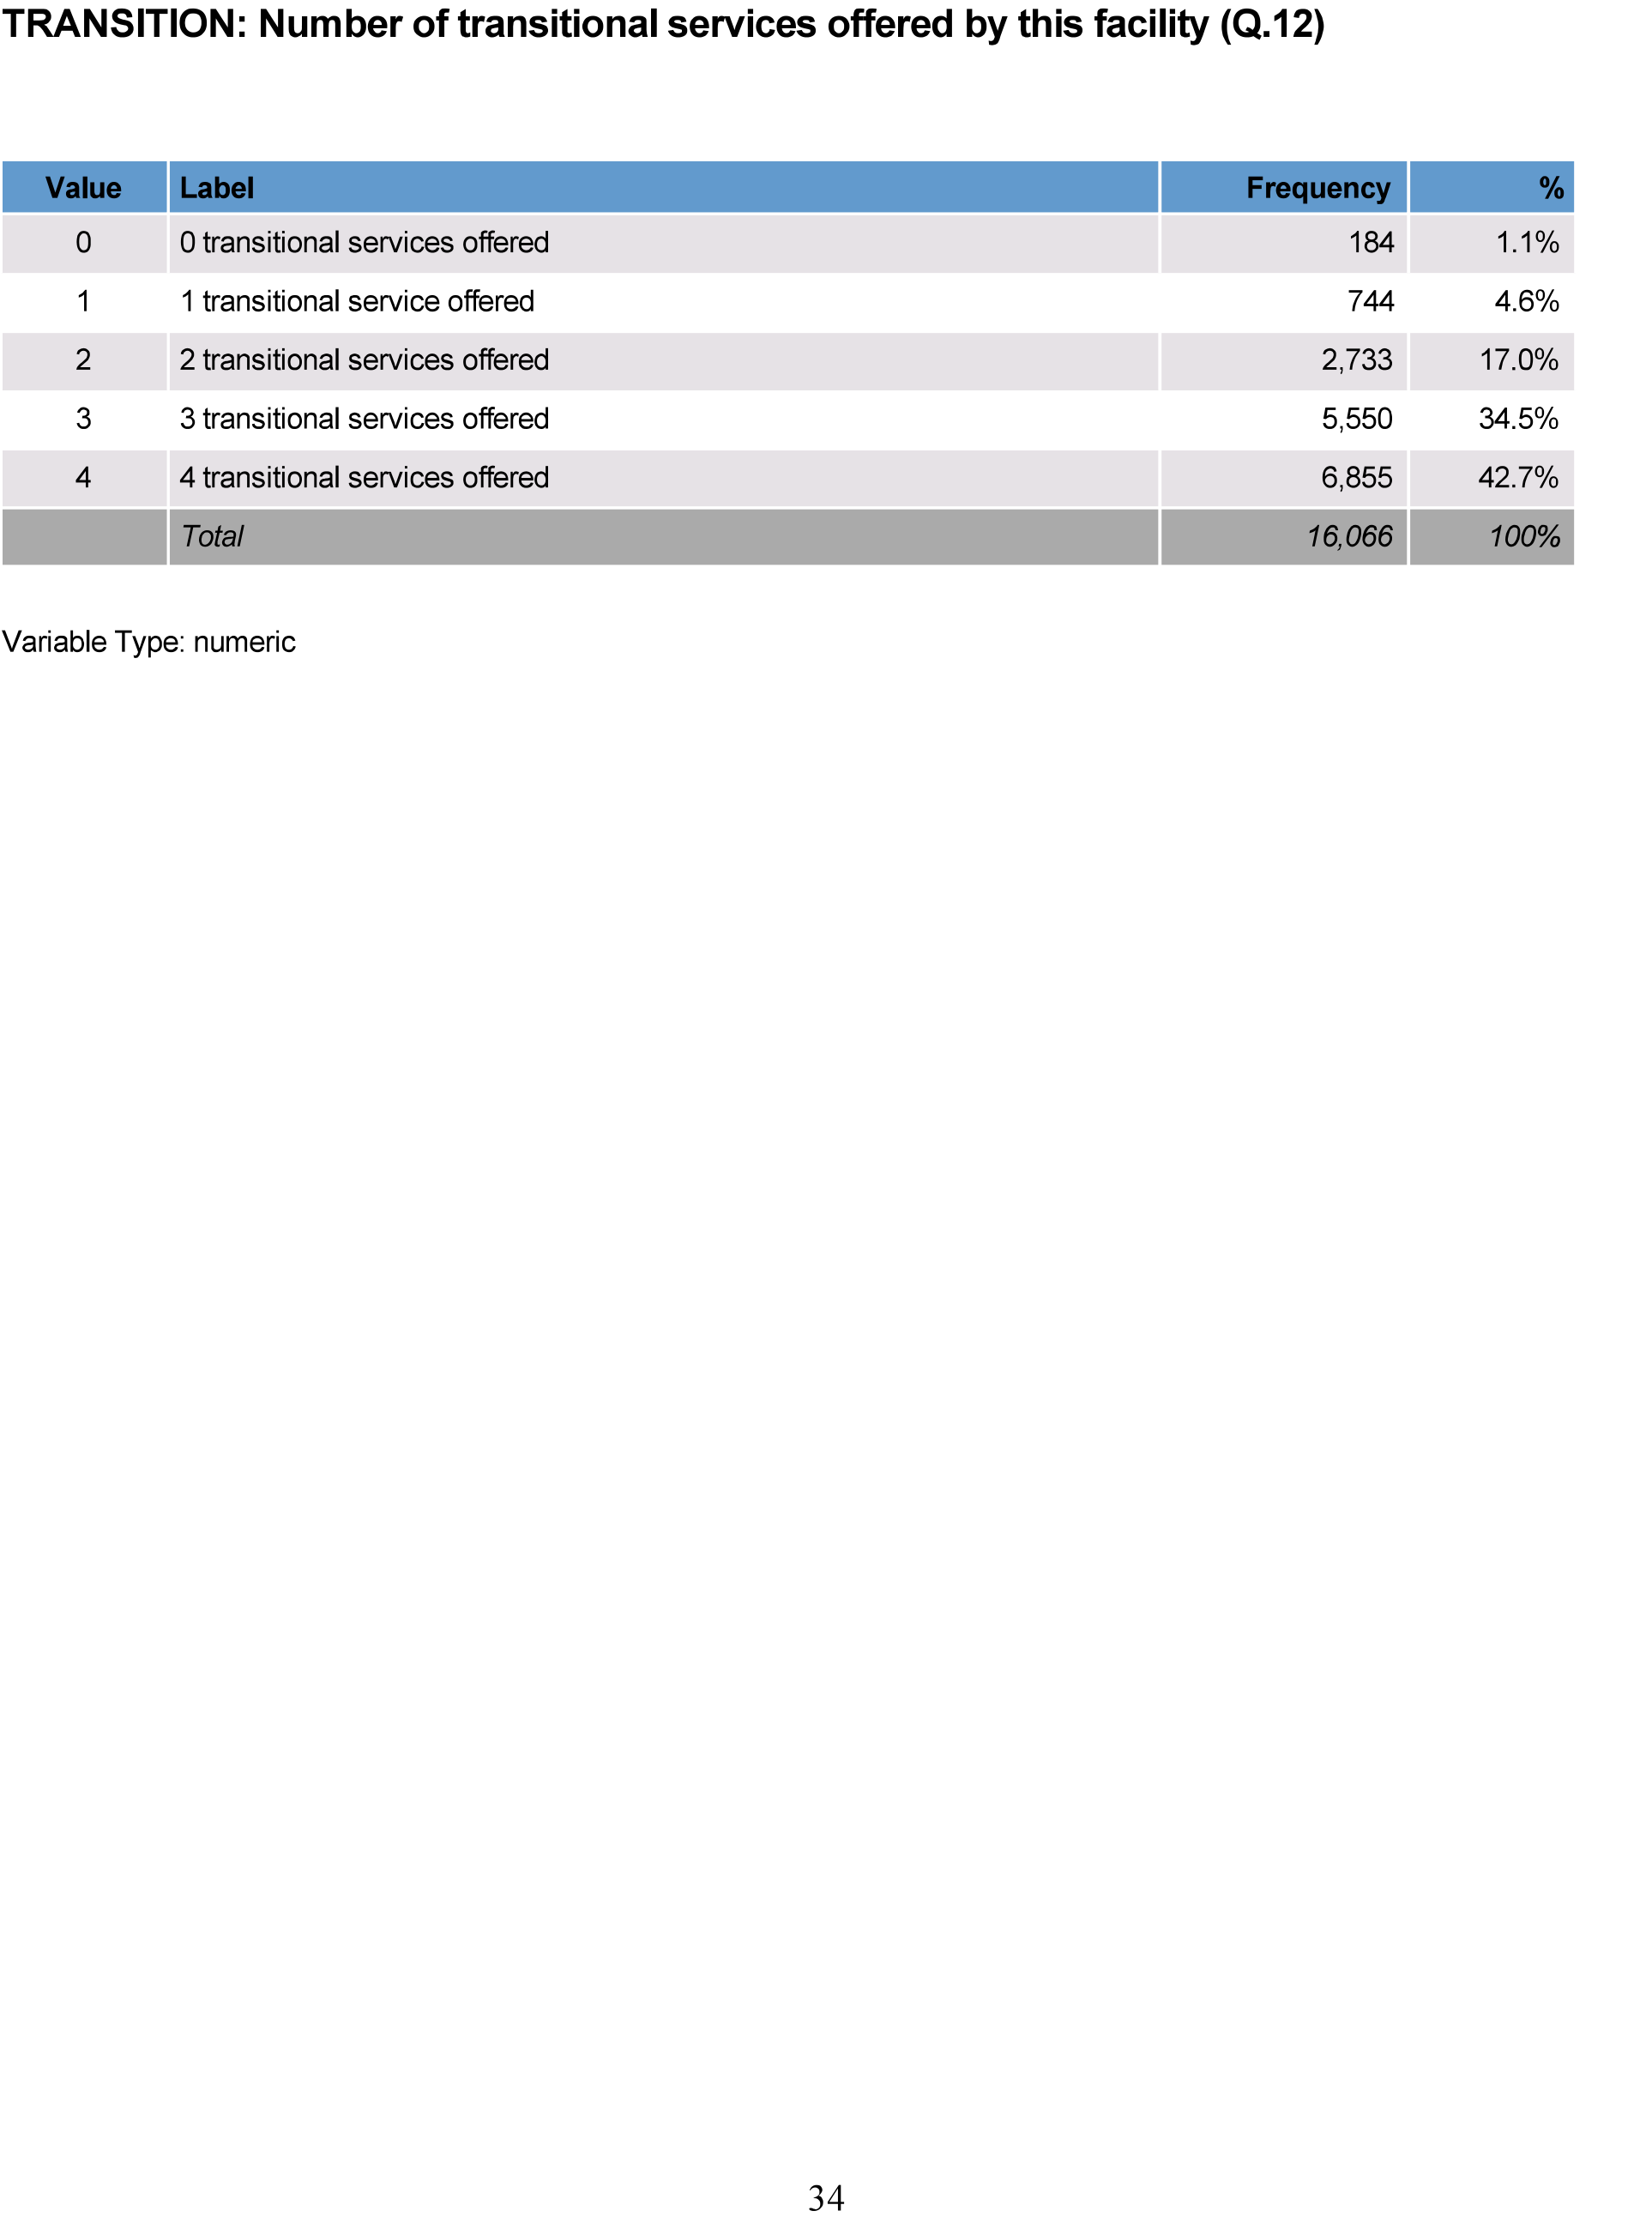 TRANSITION: Number of transitional services offered by this facility (Q.12)
Value Label Frequency %
0 0 transitional services offered 184 1.1%
1 1 transitional service offered 744 4.6%
2 2 transitional services offered 2,733 17.0%
3 3 transitional services offered 5,550 34.5%
4 4 transitional services offered 6,855 42.7%
Total 16,066 100%
Variable Type: numeric
34